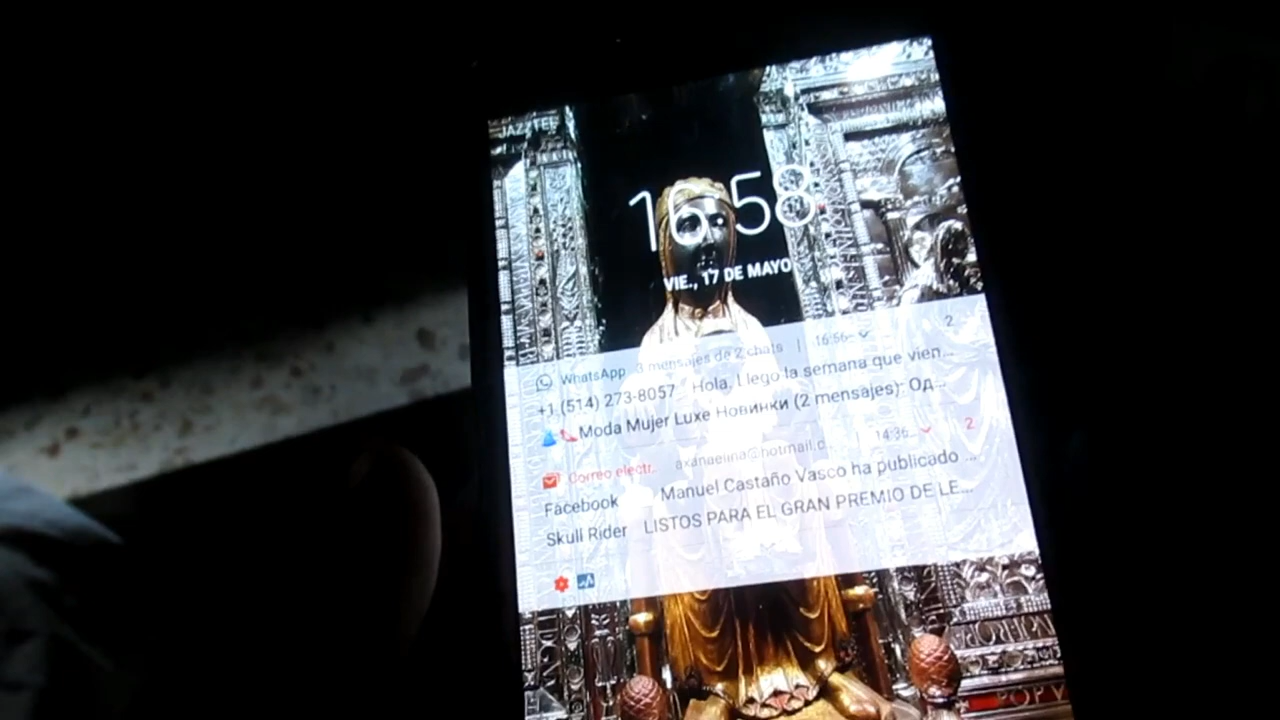 JAZZTEL
16:58
VIE., 17 DE MAYO
WhatsApp 3 mensajes de 2 chats | 16:56 2
+1 (514) 273-8057 Hola, Llego la semana que vien...
Moda Mujer Luxe Новинки (2 mensajes): Од...
Correo electr. 14:36 2
Facebook Manuel Castaño Vasco ha publicado ...
Skull Rider LISTOS PARA EL GRAN PREMIO DE LE...